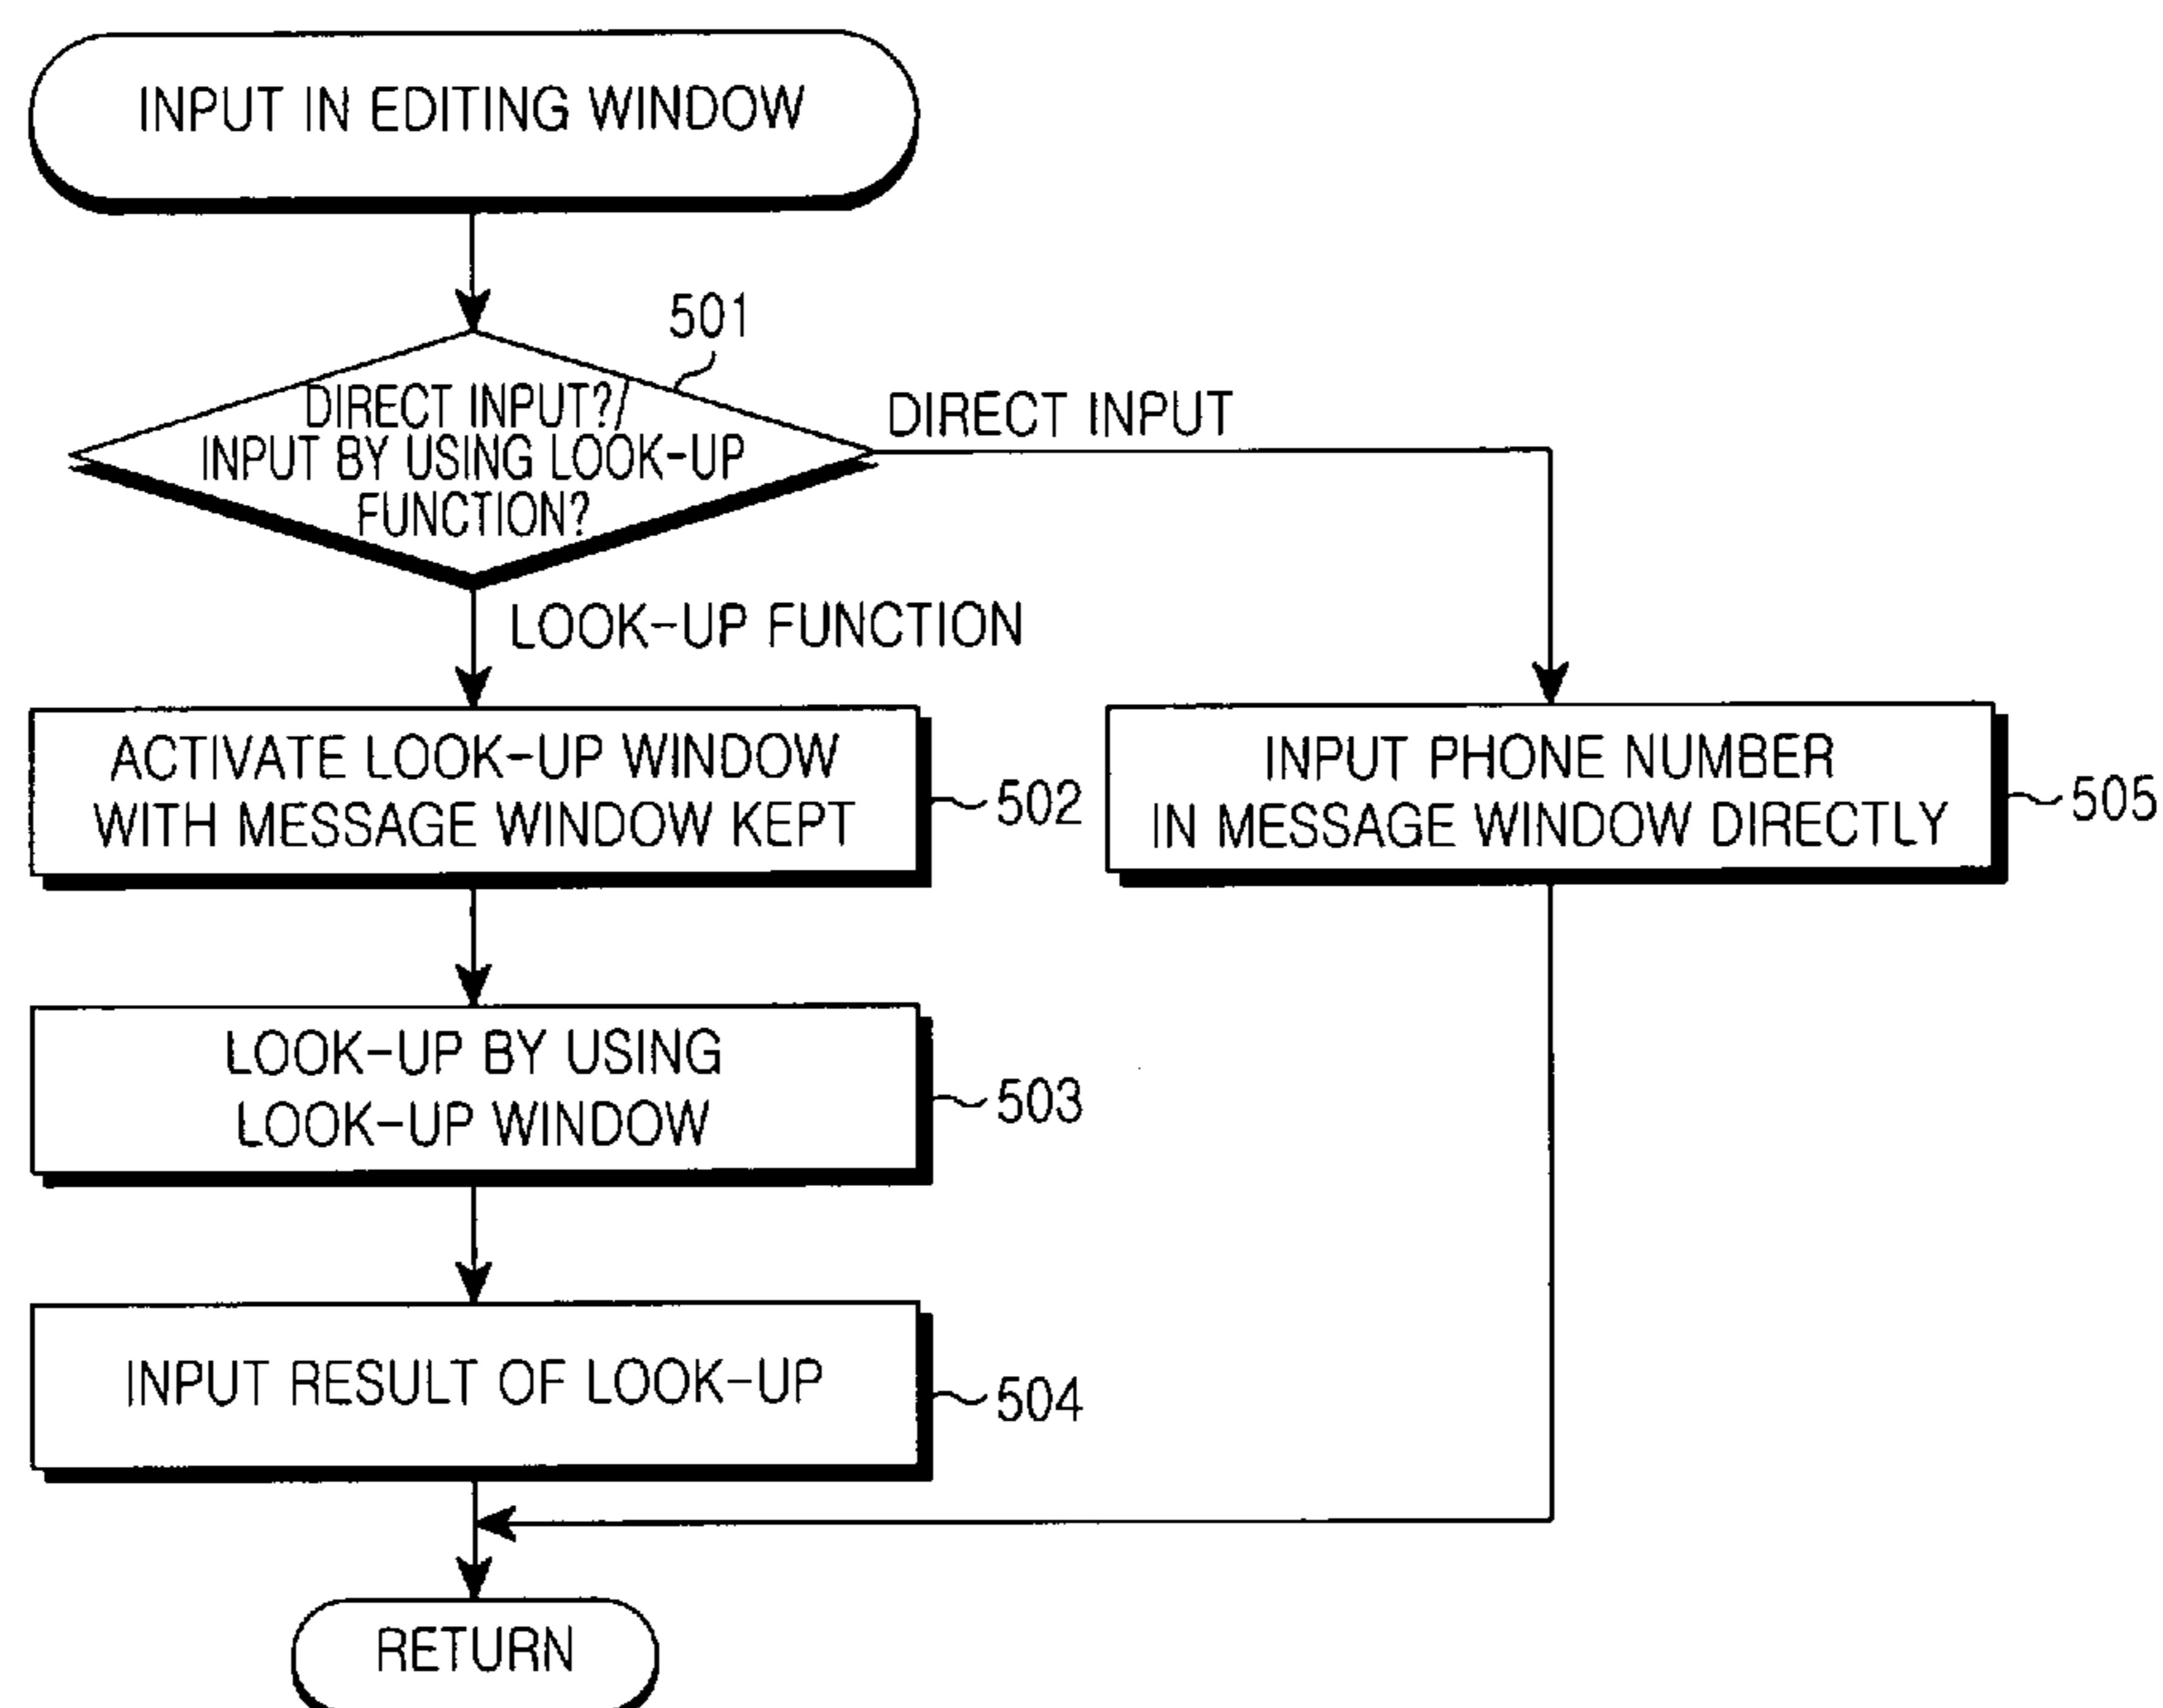 INPUT IN EDITING WINDOW
501
DIRECT INPUT?/
INPUT BY USING LOOK-UP
FUNCTION?
DIRECT INPUT
LOOK-UP FUNCTION
ACTIVATE LOOK-UP WINDOW
WITH MESSAGE WINDOW KEPT
502
INPUT PHONE NUMBER
IN MESSAGE WINDOW DIRECTLY
505
LOOK-UP BY USING
LOOK-UP WINDOW
503
INPUT RESULT OF LOOK-UP
504
RETURN